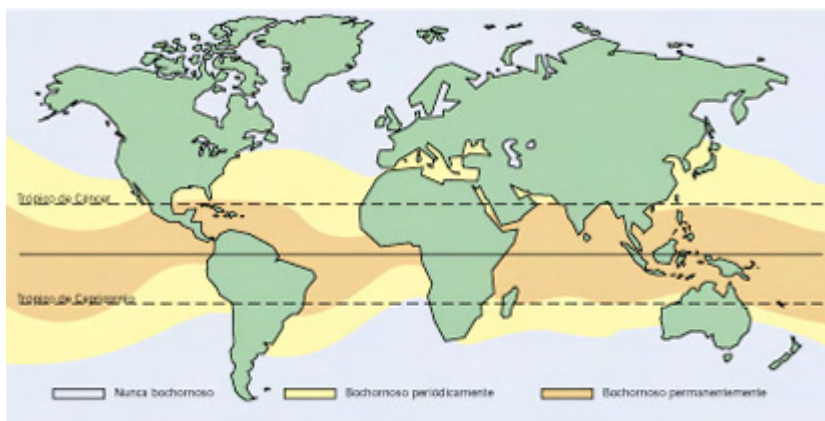 Trópico de Cáncer
Trópico de Capricornio
Nunca bochornoso
Bochornoso periódicamente
Bochornoso permanentemente